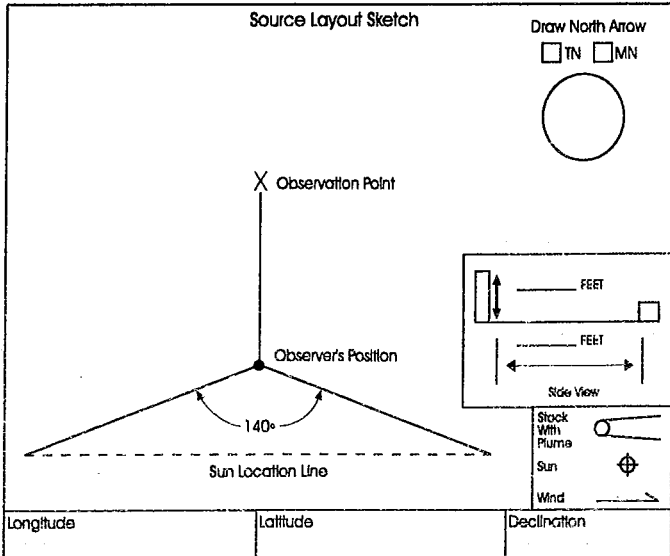 Source Layout Sketch
Draw North Arrow
TN MN
X Observation Point
FEET
Observer's Position
FEET
140°
Side View
Sun Location Line
Stack
With
Plume
Sun
Wind
Longitude
Latitude
Declination